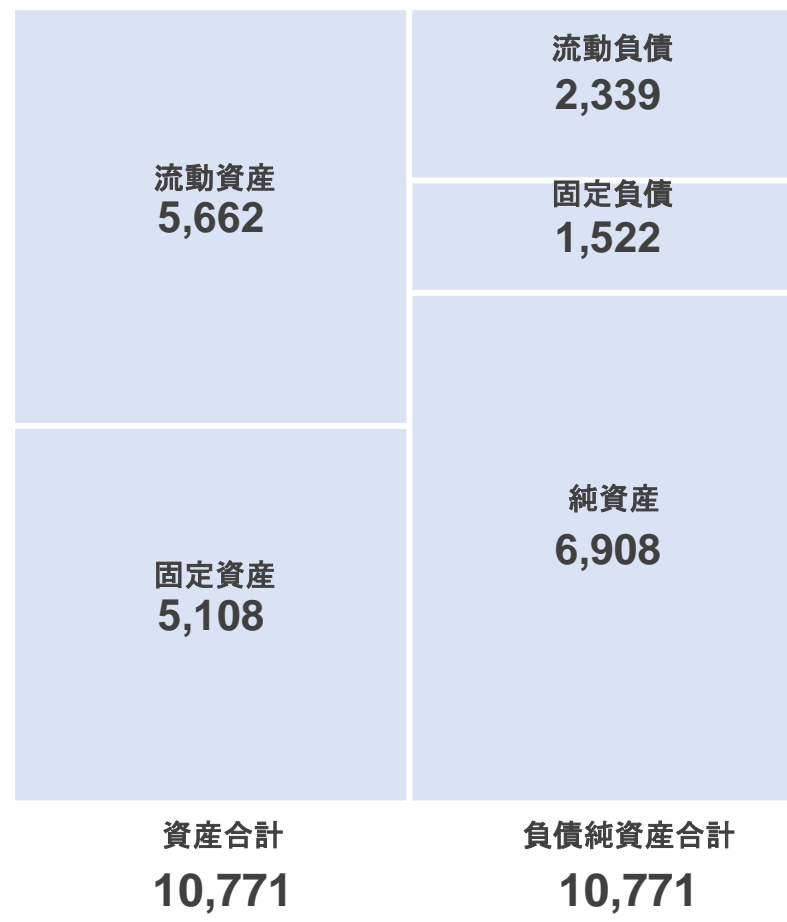 流動資産
5,662
固定資産
5,108
資産合計
10,771
流動負債
2,339
固定負債
1,522
純資産
6,908
負債純資産合計
10,771